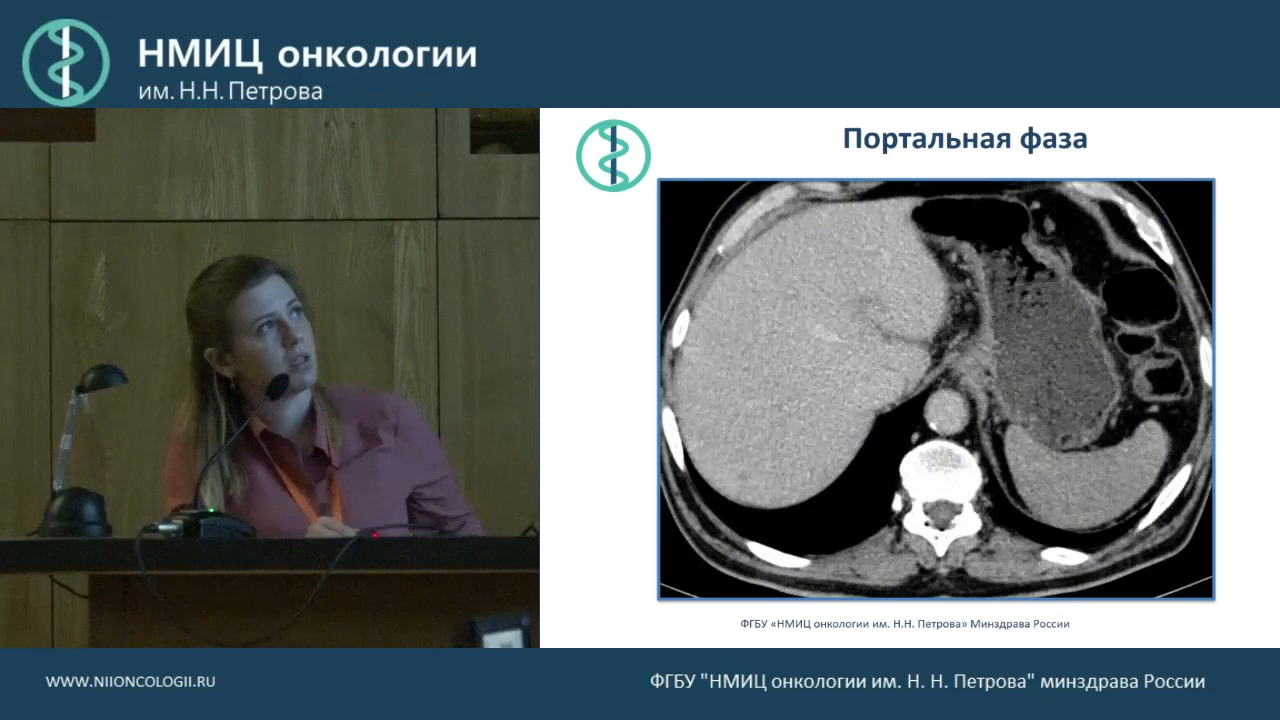 НМИЦ онкологии
им. Н.Н. Петрова
Портальная фаза
ФГБУ «НМИЦ онкологии им. Н.Н. Петрова» Минздрава России
WWW.NIIONCOLOGII.RU
ФГБУ "НМИЦ онкологии им. Н. Н. Петрова" минздрава России